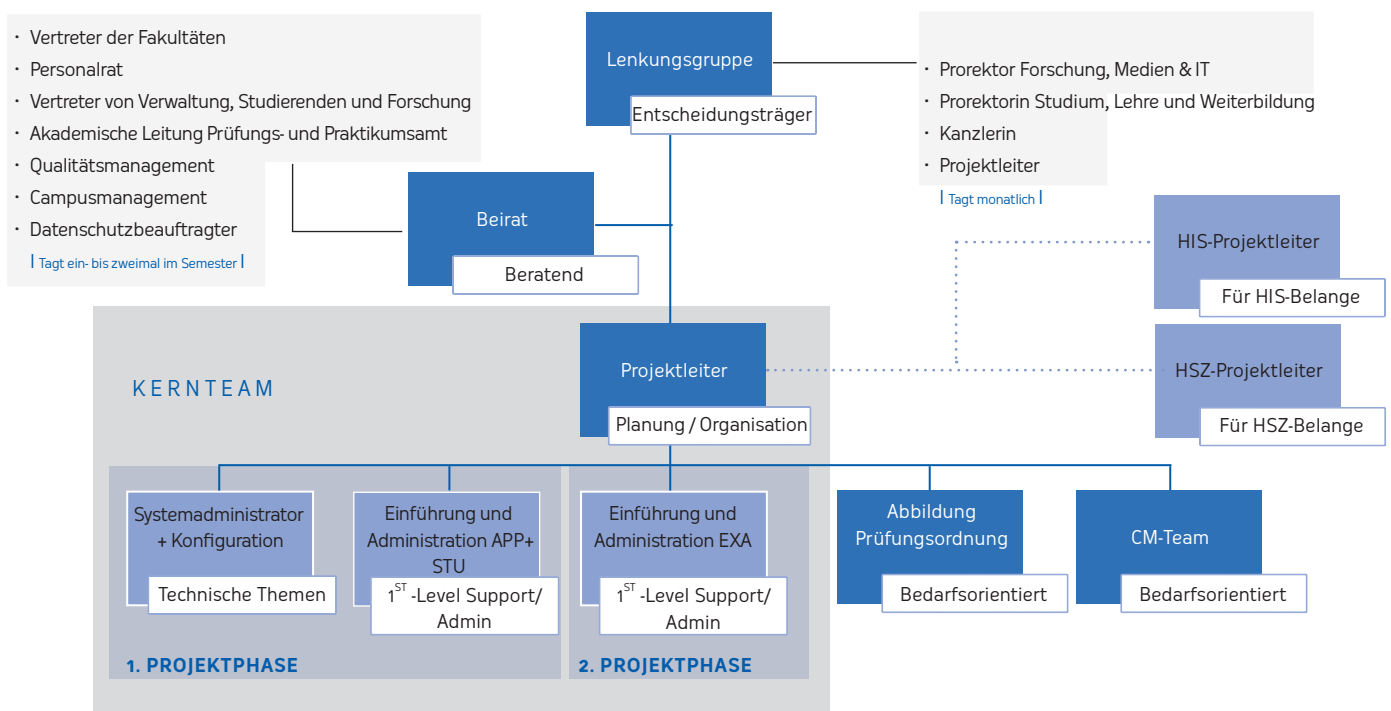 · Vertreter der Fakultäten
· Personalrat
· Vertreter von Verwaltung, Studierenden und Forschung
· Akademische Leitung Prüfungs- und Praktikumsamt
· Qualitätsmanagement
· Campusmanagement
· Datenschutzbeauftragter
| Tagt ein- bis zweimal im Semester |
Lenkungsgruppe
Entscheidungsträger
· Prorektor Forschung, Medien & IT
· Prorektorin Studium, Lehre und Weiterbildung
· Kanzlerin
· Projektleiter
| Tagt monatlich |
Beirat
Beratend
HIS-Projektleiter
Für HIS-Belange
KERNTEAM
Projektleiter
Planung / Organisation
HSZ-Projektleiter
Für HSZ-Belange
Systemadministrator
+ Konfiguration
Technische Themen
Einführung und
Administration APP+
STU
1ST -Level Support/
Admin
1. PROJEKTPHASE
Einführung und
Administration EXA
1ST -Level Support/
Admin
2. PROJEKTPHASE
Abbildung
Prüfungsordnung
Bedarfsorientiert
CM-Team
Bedarfsorientiert